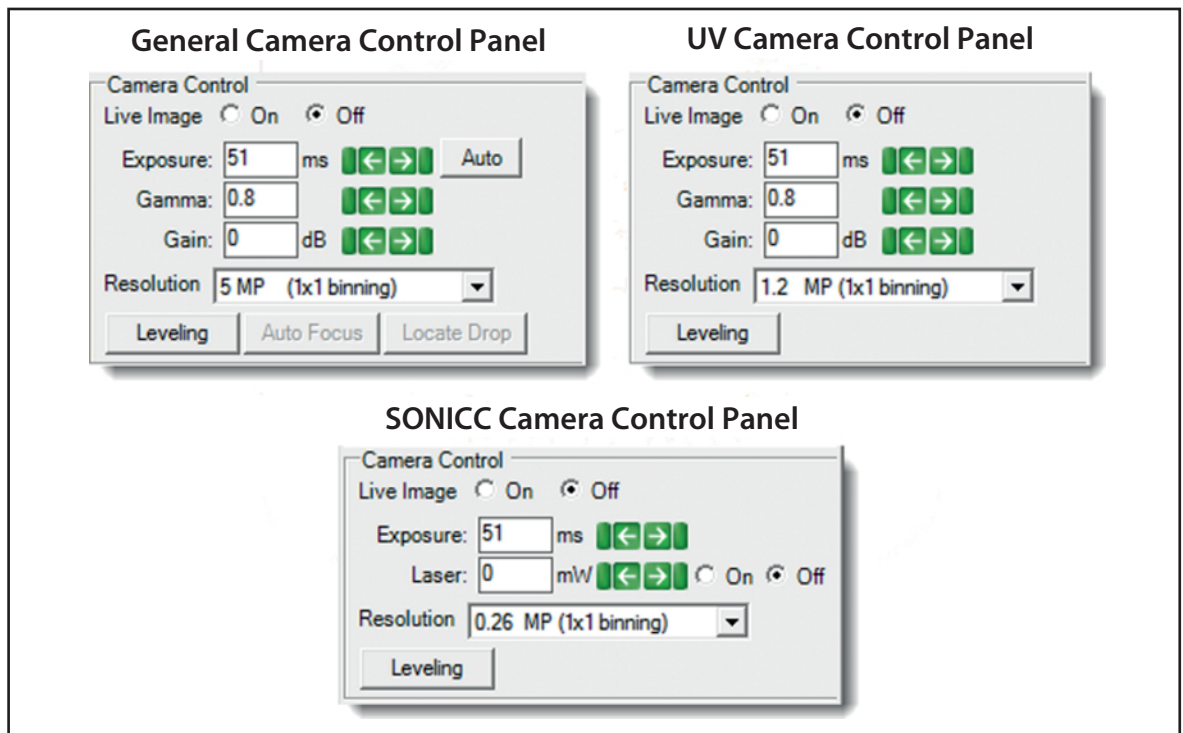 General Camera Control Panel
Camera Control
Live Image On Off
Exposure: 51 ms Auto
Gamma: 0.8
Gain: 0 dB
Resolution 5 MP (1x1 binning)
Leveling Auto Focus Locate Drop
UV Camera Control Panel
Camera Control
Live Image On Off
Exposure: 51 ms
Gamma: 0.8
Gain: 0 dB
Resolution 1.2 MP (1x1 binning)
Leveling
SONICC Camera Control Panel
Camera Control
Live Image On Off
Exposure: 51 ms
Laser: 0 mW On Off
Resolution 0.26 MP (1x1 binning)
Leveling